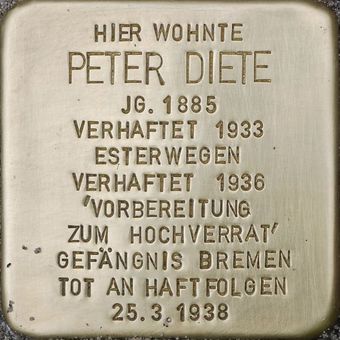 HIER WOHNTE
PETER DIETE
JG. 1885
VERHAFTET 1933
ESTERWEGEN
VERHAFTET 1936
'VORBEREITUNG
ZUM HOCHVERRAT'
GEFÄNGNIS BREMEN
TOT AN HAFTFOLGEN
25.3.1938